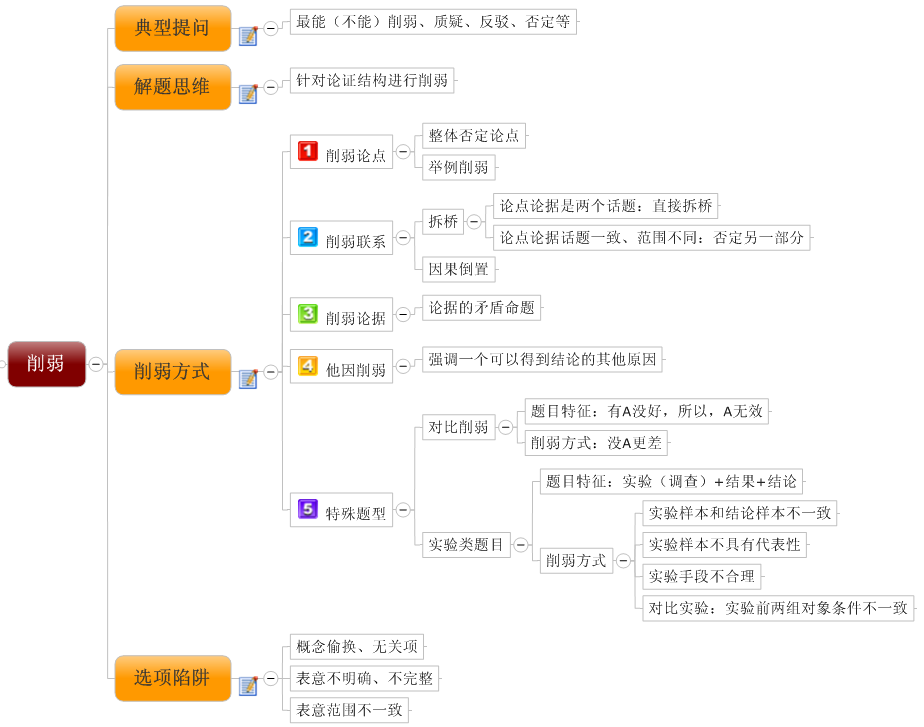 典型提问
最能（不能）削弱、质疑、反驳、否定等
解题思维
针对论证结构进行削弱
削弱
削弱方式
1 削弱论点
整体否定论点
举例削弱
2 削弱联系
拆桥
论点论据是两个话题：直接拆桥
论点论据话题一致、范围不同：否定另一部分
因果倒置
3 削弱论据
论据的矛盾命题
4 他因削弱
强调一个可以得到结论的其他原因
5 特殊题型
对比削弱
题目特征：有A没好，所以，A无效
削弱方式：没A更差
实验类题目
题目特征：实验（调查）+结果+结论
削弱方式
实验样本和结论样本不一致
实验样本不具有代表性
实验手段不合理
对比实验：实验前两组对象条件不一致
选项陷阱
概念偷换、无关项
表意不明确、不完整
表意范围不一致